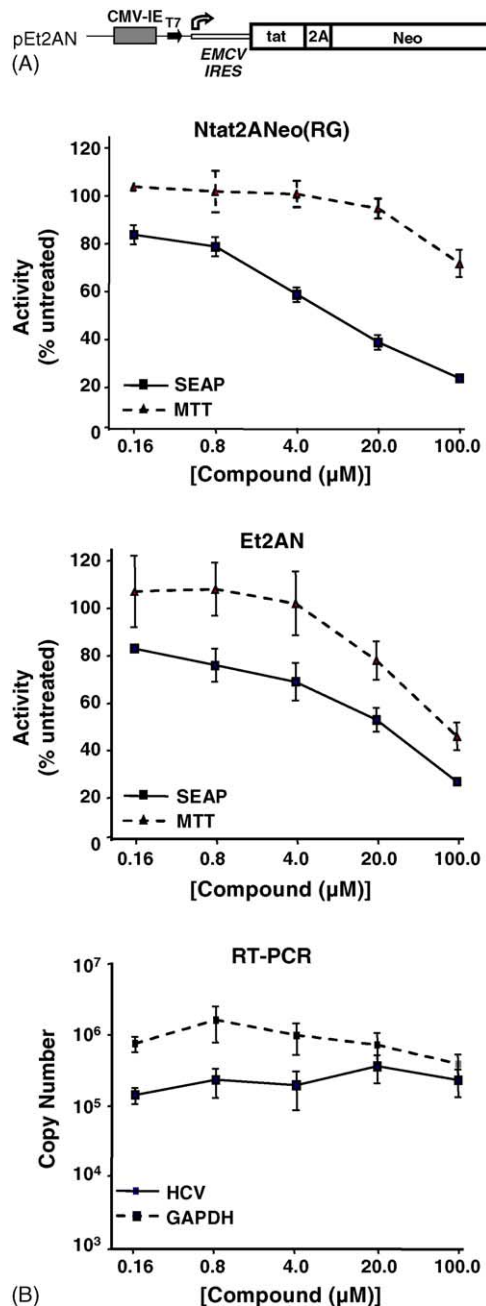 CMV-IE T7
pEt2AN
tat 2A Neo
EMCV
IRES
(A)
Ntat2ANeo(RG)
120
100
80
60
40
20
0
Activity
(% untreated)
SEAP
MTT
0.16 0.8 4.0 20.0 100.0
[Compound (µM)]
Et2AN
120
100
80
60
40
20
0
Activity
(% untreated)
SEAP
MTT
0.16 0.8 4.0 20.0 100.0
[Compound (µM)]
RT-PCR
10⁷
10⁶
10⁵
10⁴
10³
Copy Number
HCV
GAPDH
0.16 0.8 4.0 20.0 100.0
(B) [Compound (µM)]